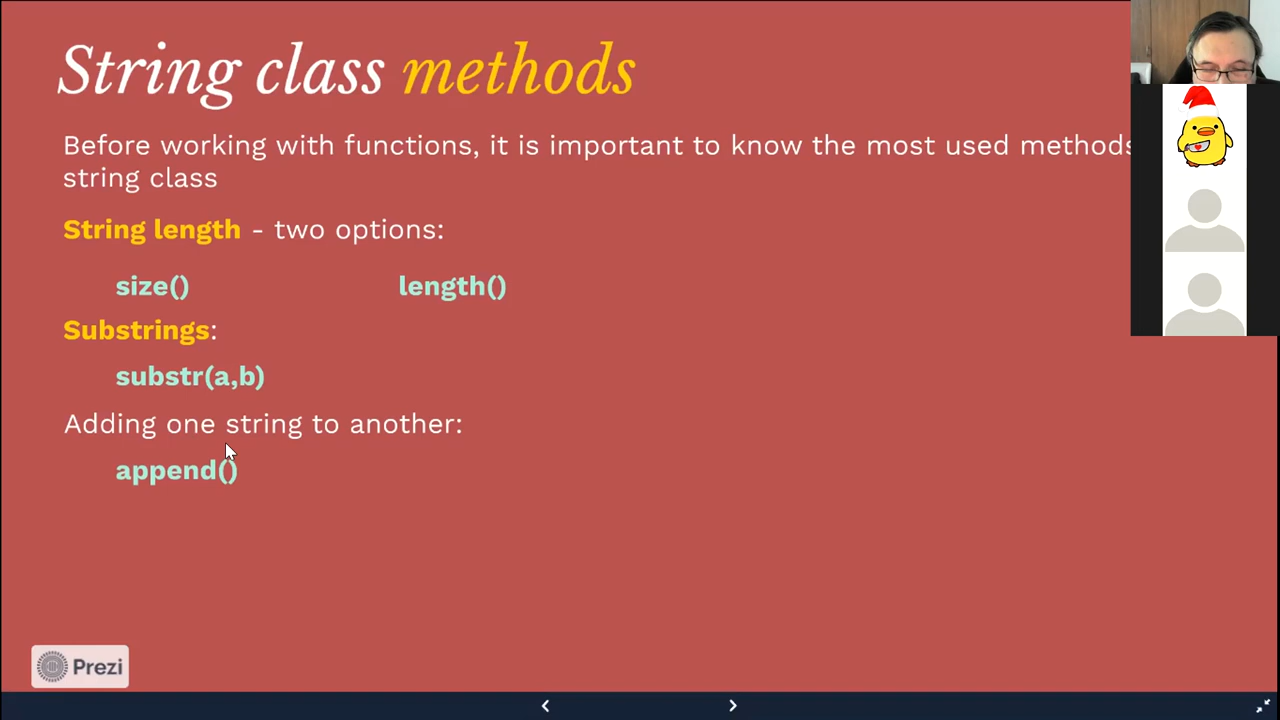 String class methods
Before working with functions, it is important to know the most used methods
string class
String length - two options:
size() length()
Substrings:
substr(a,b)
Adding one string to another:
append()
Prezi